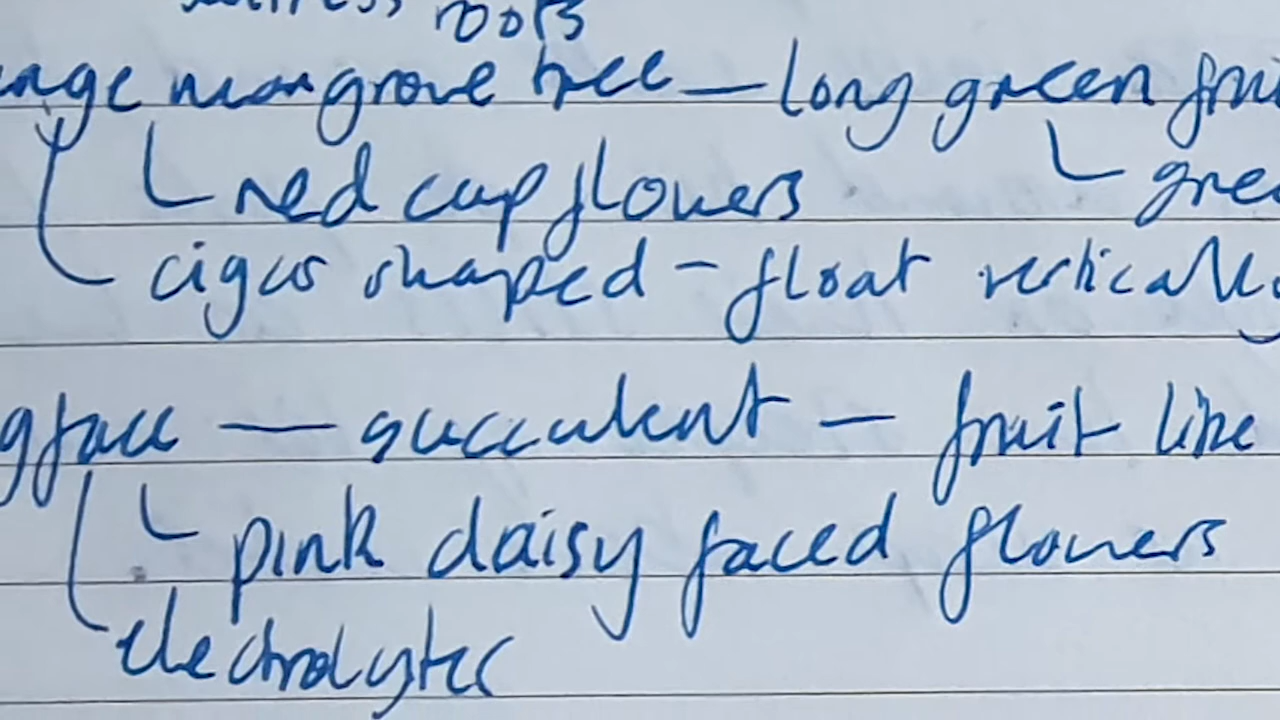 roots
mangrove tree — long green
red cup flowers
cigar shaped - float vertically
succulent - fruit like
pink daisy faced flowers
electrolytes